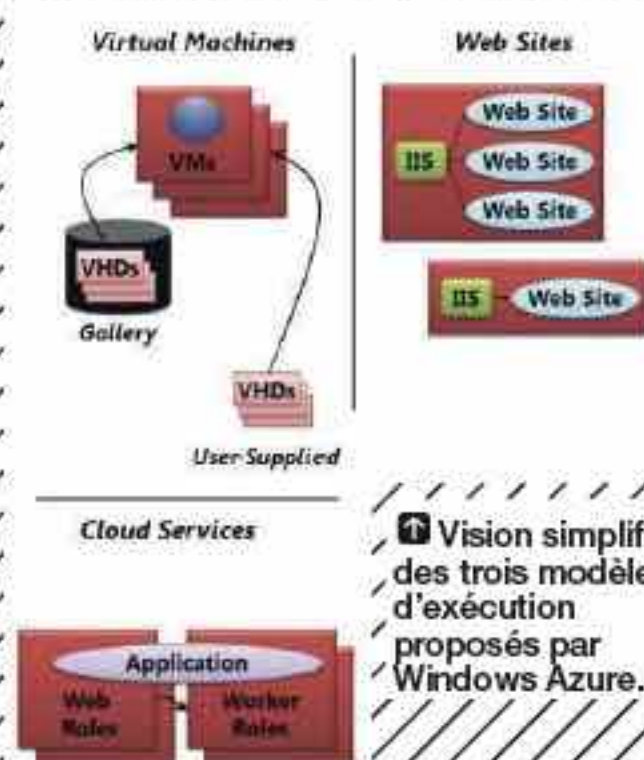 Virtual Machines
VMs
VHDs
Gallery
VHDs
User Supplied
Web Sites
IIS
Web Site
Web Site
Web Site
IIS
Web Site
Cloud Services
Application
Web
Roles
Worker
Roles
Vision simplif
des trois modèle
d'exécution
proposés par
Windows Azure.